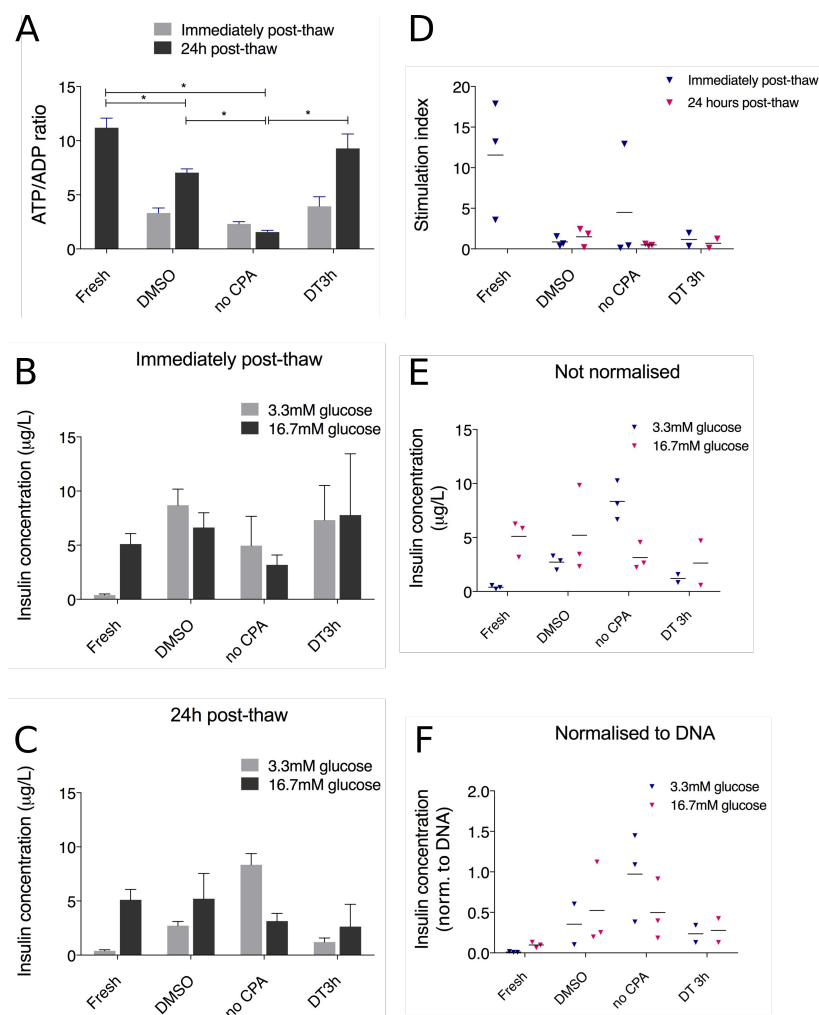 A
Immediately post-thaw
24h post-thaw
ATP/ADP ratio
15
10
5
0
*
*
*
*
Fresh
DMSO
no CPA
DT3h
D
Immediately post-thaw
24 hours post-thaw
Stimulation index
20
15
10
5
0
Fresh
DMSO
no CPA
DT 3h
B
Immediately post-thaw
3.3mM glucose
16.7mM glucose
Insulin concentration (µg/L)
15
10
5
0
Fresh
DMSO
no CPA
DT3h
E
Not normalised
3.3mM glucose
16.7mM glucose
Insulin concentration
(µg/L)
15
10
5
0
Fresh
DMSO
no CPA
DT 3h
C
24h post-thaw
3.3mM glucose
16.7mM glucose
Insulin concentration (µg/L)
15
10
5
0
Fresh
DMSO
no CPA
DT3h
F
Normalised to DNA
3.3mM glucose
16.7mM glucose
Insulin concentration
(norm. to DNA)
2.0
1.5
1.0
0.5
0.0
Fresh
DMSO
no CPA
DT 3h